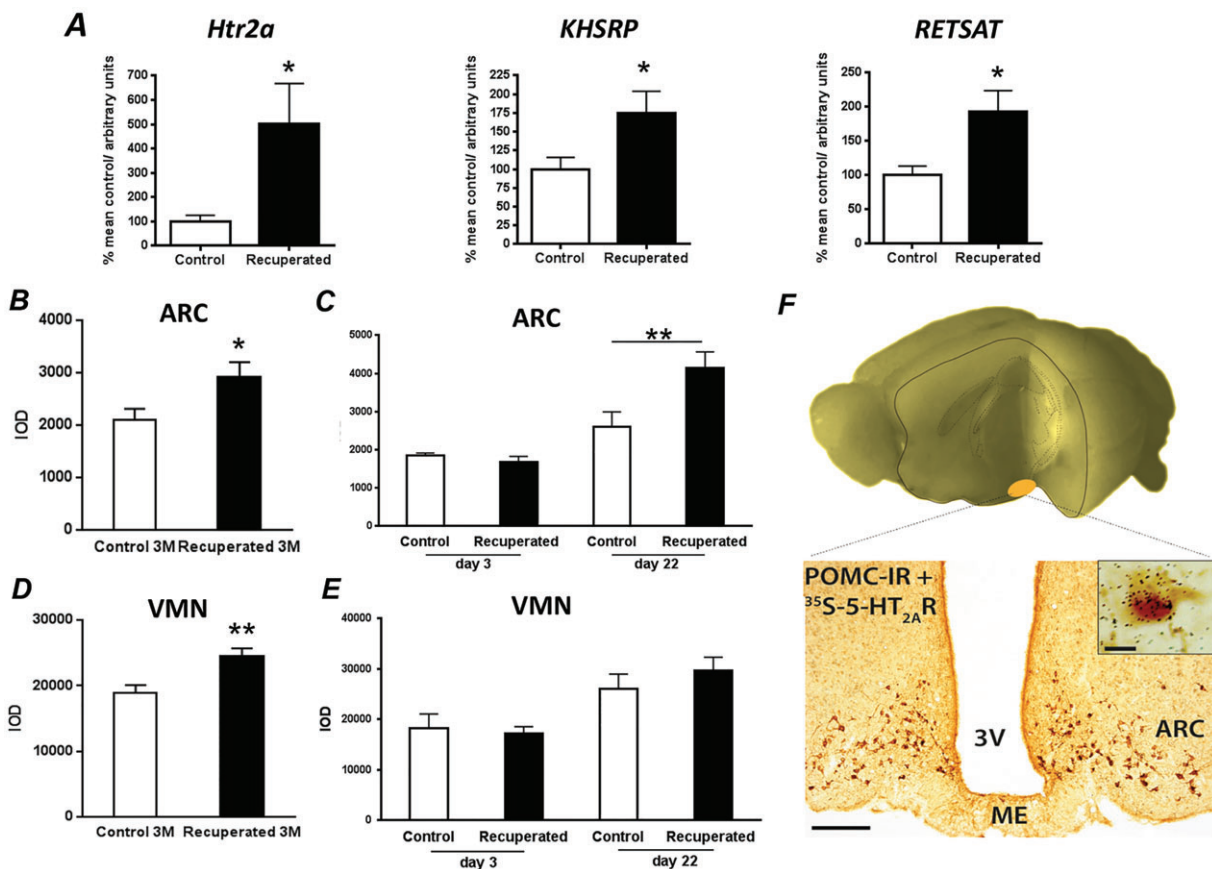 A
Htr2a
% mean control/ arbitrary units
700
600
500
400
300
200
100
0
*
Control Recuperated
KHSRP
% mean control/ arbitrary units
225
200
175
150
125
100
75
50
25
0
*
Control Recuperated
RETSAT
% mean control/ arbitrary units
250
200
150
100
50
0
*
Control Recuperated
B
ARC
IOD
4000
3000
2000
1000
0
*
Control 3M Recuperated 3M
C
ARC
5000
4000
3000
2000
1000
0
**
Control Recuperated Control Recuperated
day 3 day 22
D
VMN
IOD
30000
20000
10000
0
**
Control 3M Recuperated 3M
E
VMN
IOD
40000
30000
20000
10000
0
Control Recuperated Control Recuperated
day 3 day 22
F
POMC-IR +
³⁵S-5-HT₂ₐR
3V
ARC
ME